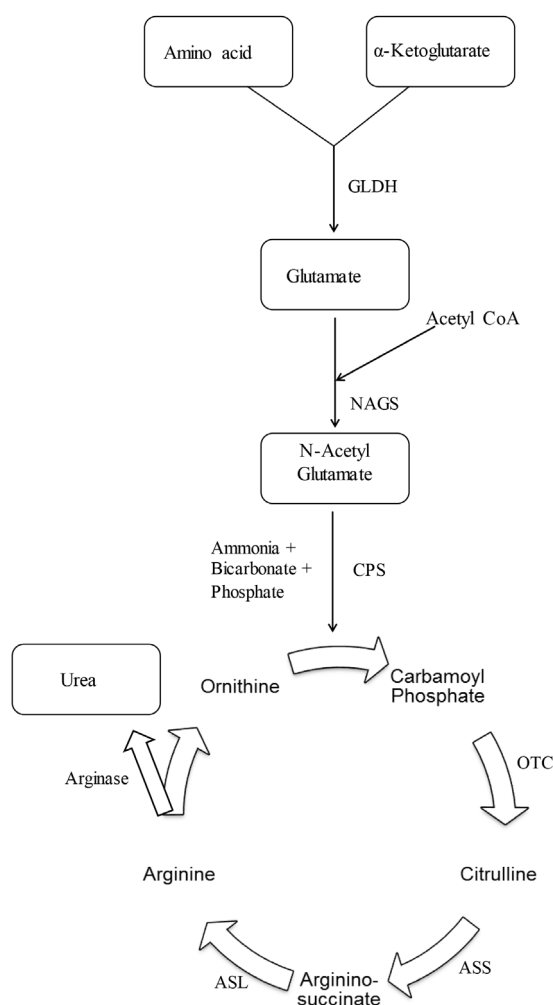 Amino acid
α-Ketoglutarate
GLDH
Glutamate
Acetyl CoA
NAGS
N-Acetyl
Glutamate
Ammonia +
Bicarbonate +
Phosphate
CPS
Urea
Ornithine
Carbamoyl
Phosphate
Arginase
OTC
Arginine
Citrulline
ASL
Arginino-
succinate
ASS